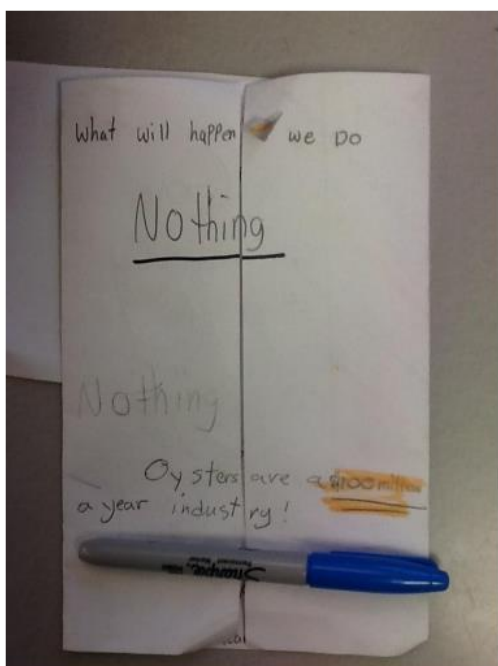 What will happen we Do
Nothing
Nothing
Oysters are a $100 million
a year industry!
Sharpie